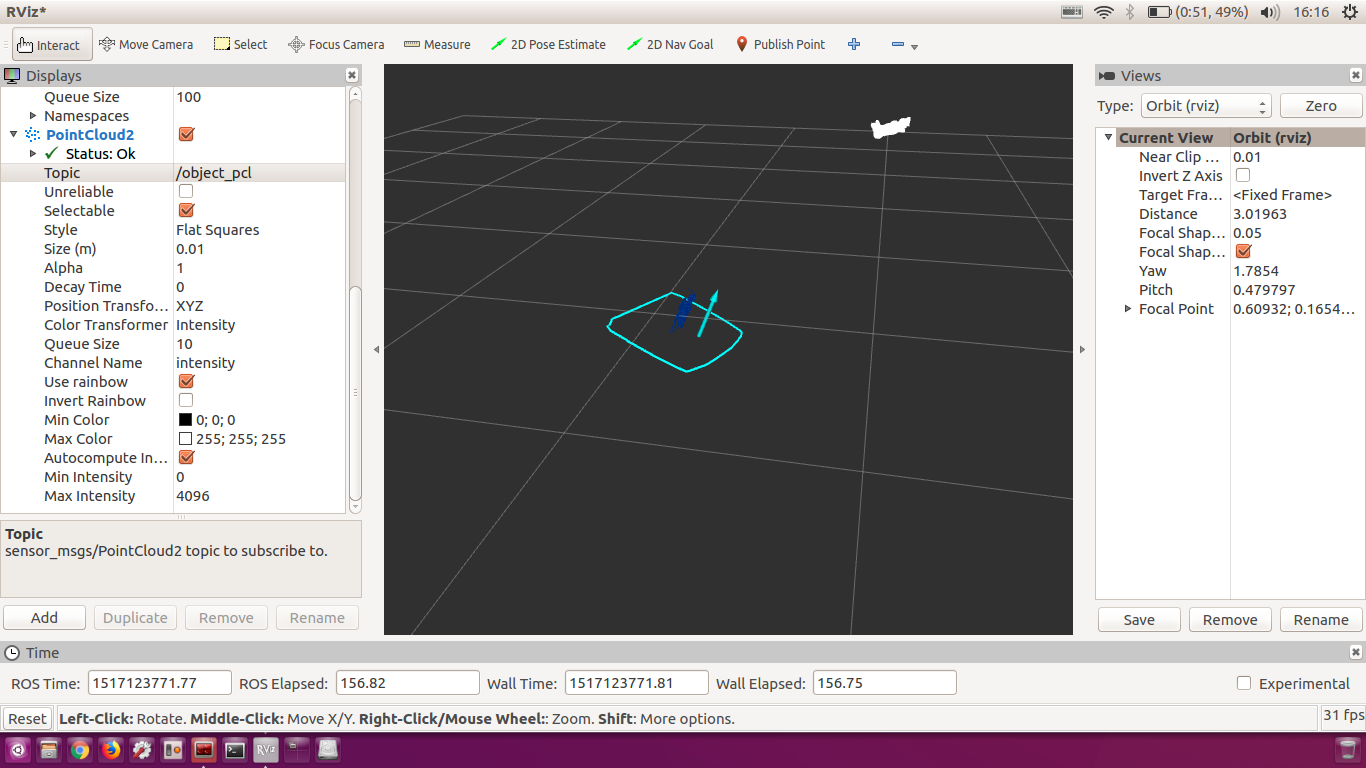 RViz*
(0:51, 49%)
16:16
Interact
Move Camera
Select
Focus Camera
Measure
2D Pose Estimate
2D Nav Goal
Publish Point
Displays
Queue Size 100
Namespaces
PointCloud2
Status: Ok
Topic /object_pcl
Unreliable
Selectable
Style Flat Squares
Size (m) 0.01
Alpha 1
Decay Time 0
Position Transfo... XYZ
Color Transformer Intensity
Queue Size 10
Channel Name intensity
Use rainbow
Invert Rainbow
Min Color 0; 0; 0
Max Color 255; 255; 255
Autocompute In...
Min Intensity 0
Max Intensity 4096
Topic
sensor_msgs/PointCloud2 topic to subscribe to.
Add Duplicate Remove Rename
Views
Type: Orbit (rviz) Zero
Current View Orbit (rviz)
Near Clip ... 0.01
Invert Z Axis
Target Fra... <Fixed Frame>
Distance 3.01963
Focal Shap... 0.05
Focal Shap...
Yaw 1.7854
Pitch 0.479797
Focal Point 0.60932; 0.1654...
Save Remove Rename
Time
ROS Time: 1517123771.77 ROS Elapsed: 156.82 Wall Time: 1517123771.81 Wall Elapsed: 156.75 Experimental
Reset Left-Click: Rotate. Middle-Click: Move X/Y. Right-Click/Mouse Wheel:: Zoom. Shift: More options. 31 fps
RViz